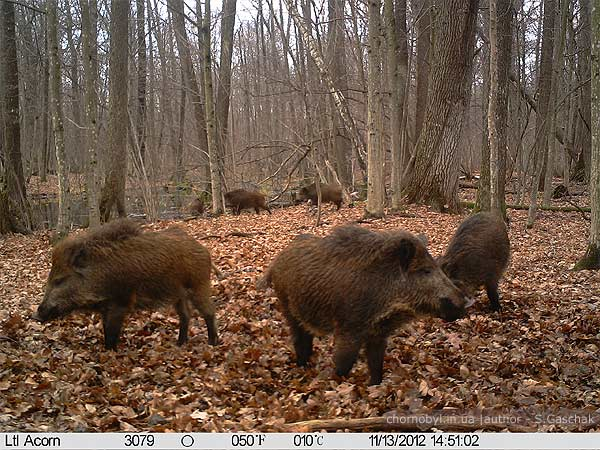 chornobyl.in.ua |author - S.Gaschak
Ltl Acorn 3079 050°F 010°C 11/13/2012 14:51:02